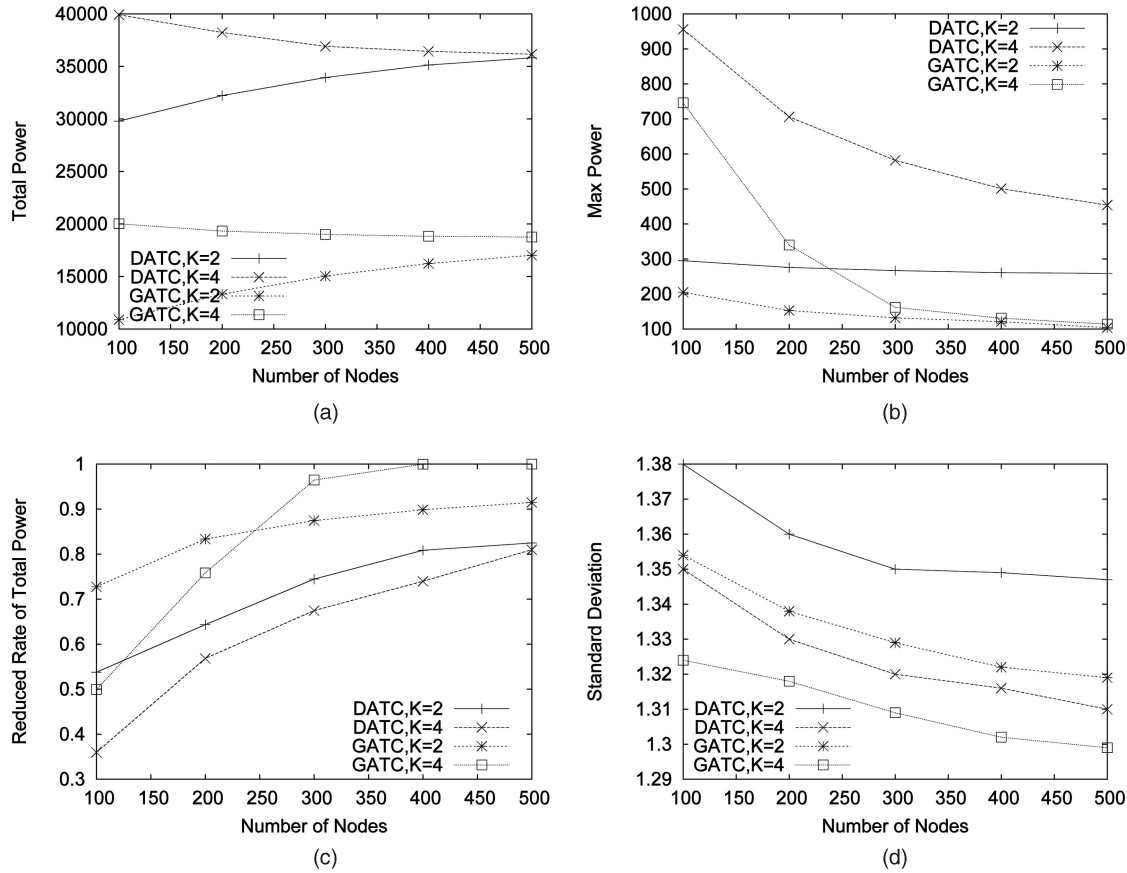 40000
35000
30000
25000
20000
15000
10000
Total Power
DATC,K=2
DATC,K=4
GATC,K=2
GATC,K=4
100 150 200 250 300 350 400 450 500
Number of Nodes
(a)
1000
900
800
700
600
500
400
300
200
100
Max Power
DATC,K=2
DATC,K=4
GATC,K=2
GATC,K=4
100 150 200 250 300 350 400 450 500
Number of Nodes
(b)
1
0.9
0.8
0.7
0.6
0.5
0.4
0.3
Reduced Rate of Total Power
DATC,K=2
DATC,K=4
GATC,K=2
GATC,K=4
100 150 200 250 300 350 400 450 500
Number of Nodes
(c)
1.38
1.37
1.36
1.35
1.34
1.33
1.32
1.31
1.3
1.29
Standard Deviation
DATC,K=2
DATC,K=4
GATC,K=2
GATC,K=4
100 150 200 250 300 350 400 450 500
Number of Nodes
(d)